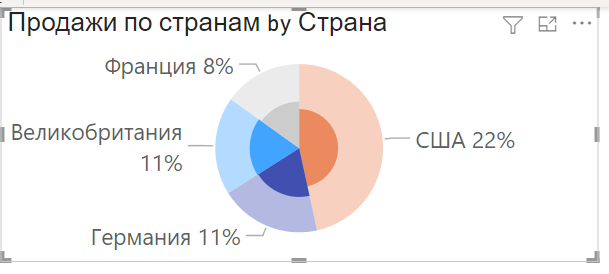 Продажи по странам by Страна
Франция 8%
Великобритания
11%
США 22%
Германия 11%